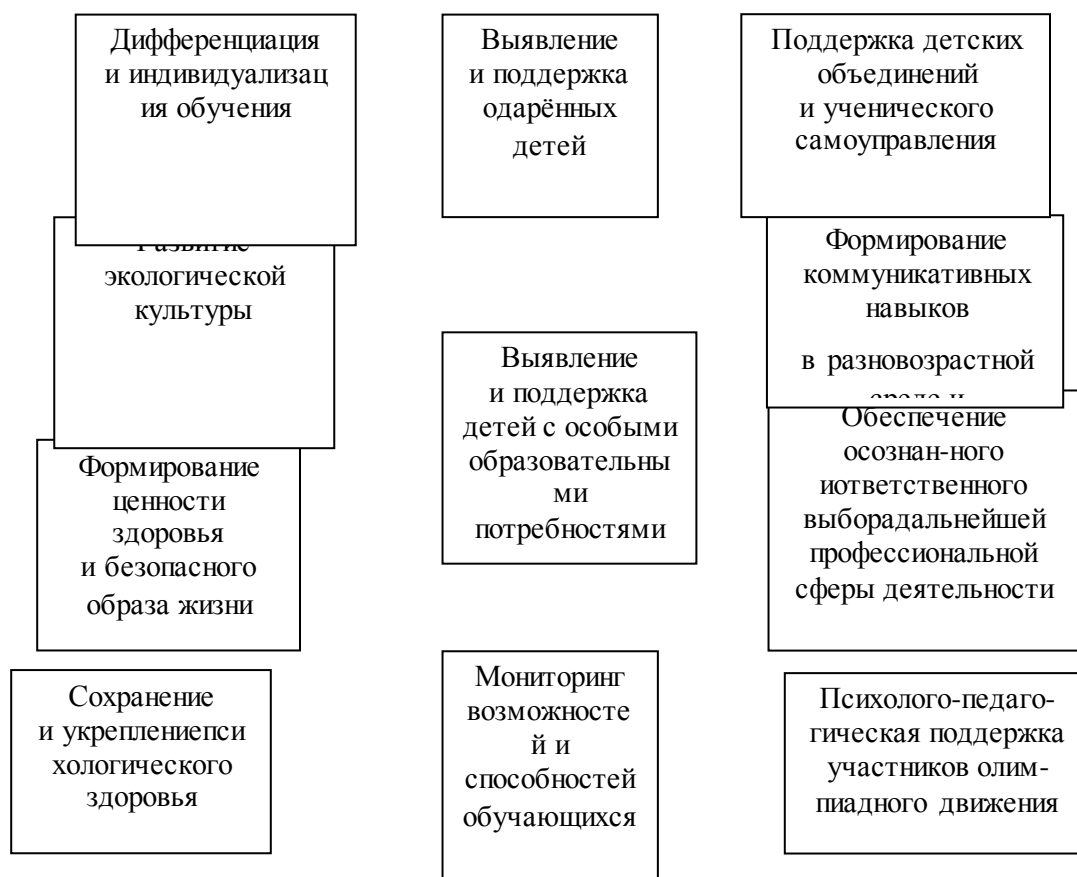 Дифференциация
и индивидуализац
ия обучения
Выявление
и поддержка
одарённых
детей
Поддержка детских
объединений
и ученического
самоуправления
Развитие
экологической
культуры
Формирование
коммуникативных
навыков
в разновозрастной
среде и
Выявление
и поддержка
детей с особыми
образовательны
ми
потребностями
Обеспечение
осознан-ного
иответственного
выборадальнейшей
профессиональной
сферы деятельности
Формирование
ценности
здоровья
и безопасного
образа жизни
Сохранение
и укреплениепси
хологического
здоровья
Мониторинг
возможносте
й и
способностей
обучающихся
Психолого-педаго-
гическая поддержка
участников олим-
пиадного движения